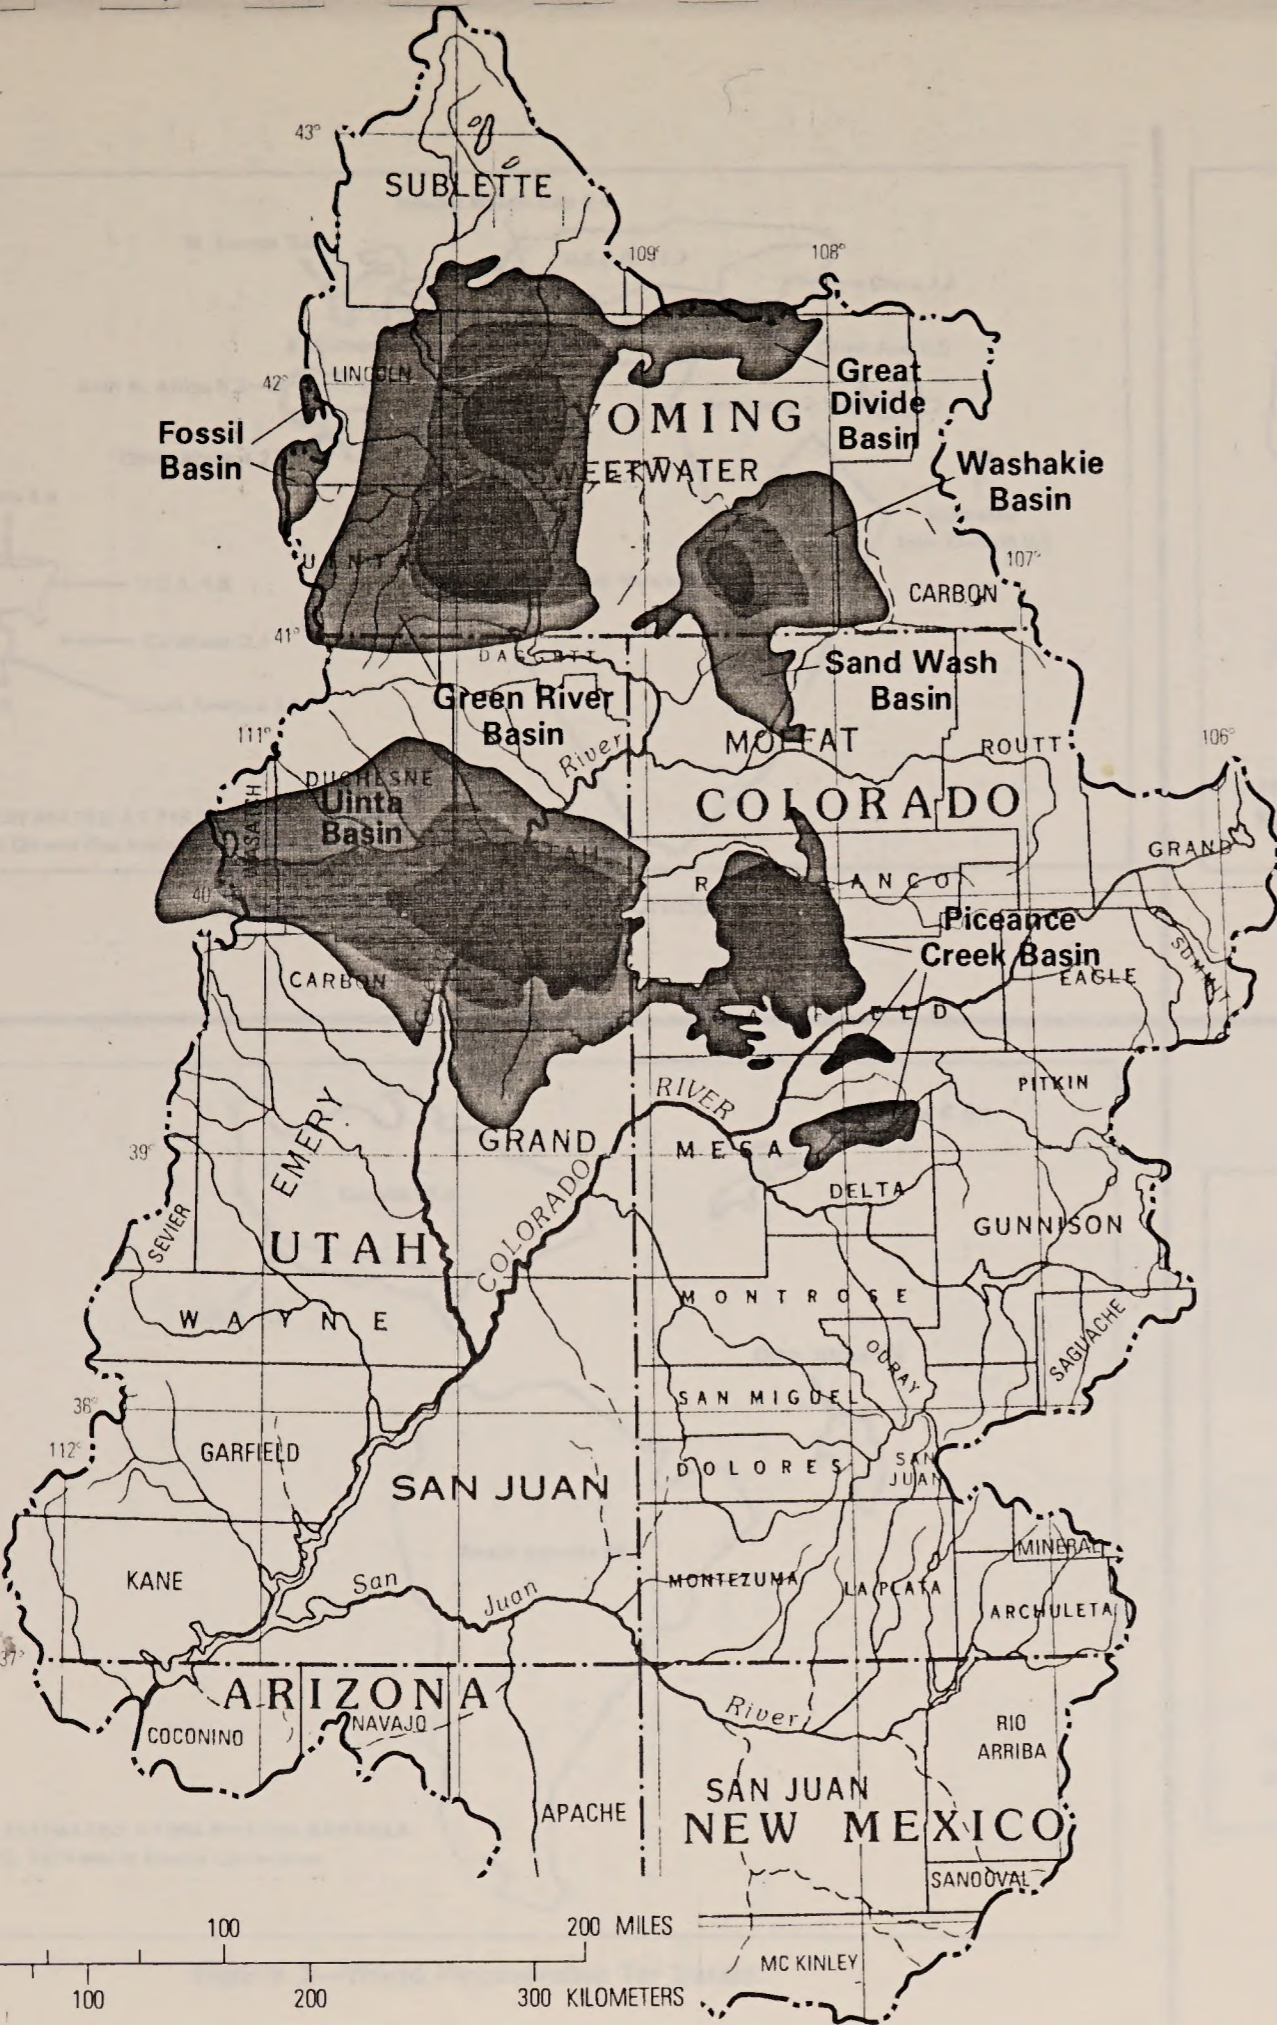 43°
SUBLETTE
109°
108°
LINCOLN
42°
Great
Divide
Basin
Fossil
Basin
WYOMING
SWEETWATER
Washakie
Basin
UINTA
107°
CARBON
41°
DAGGETT
Sand Wash
Basin
Green River
Basin
River
MOFFAT
ROUTT
111°
106°
DUCHESNE
Uinta
Basin
WASATCH
COLORADO
UINTAH
GRAND
40°
RIO BLANCO
Piceance
Creek Basin
SUMMIT
EAGLE
CARBON
GARFIELD
PITKIN
RIVER
EMERY
GRAND
MESA
39°
DELTA
COLORADO
GUNNISON
SEVIER
UTAH
MONTROSE
WAYNE
OURAY
SAGUACHE
SAN MIGUEL
38°
112°
GARFIELD
DOLORES
SAN
JUAN
SAN JUAN
MINERAL
KANE
San
Juan
MONTEZUMA
LA PLATA
ARCHULETA
37°
ARIZONA
River
COCONINO
NAVAJO
RIO
ARRIBA
SAN JUAN
APACHE
NEW MEXICO
SANDOVAL
100
200 MILES
MC KINLEY
100
200
300 KILOMETERS